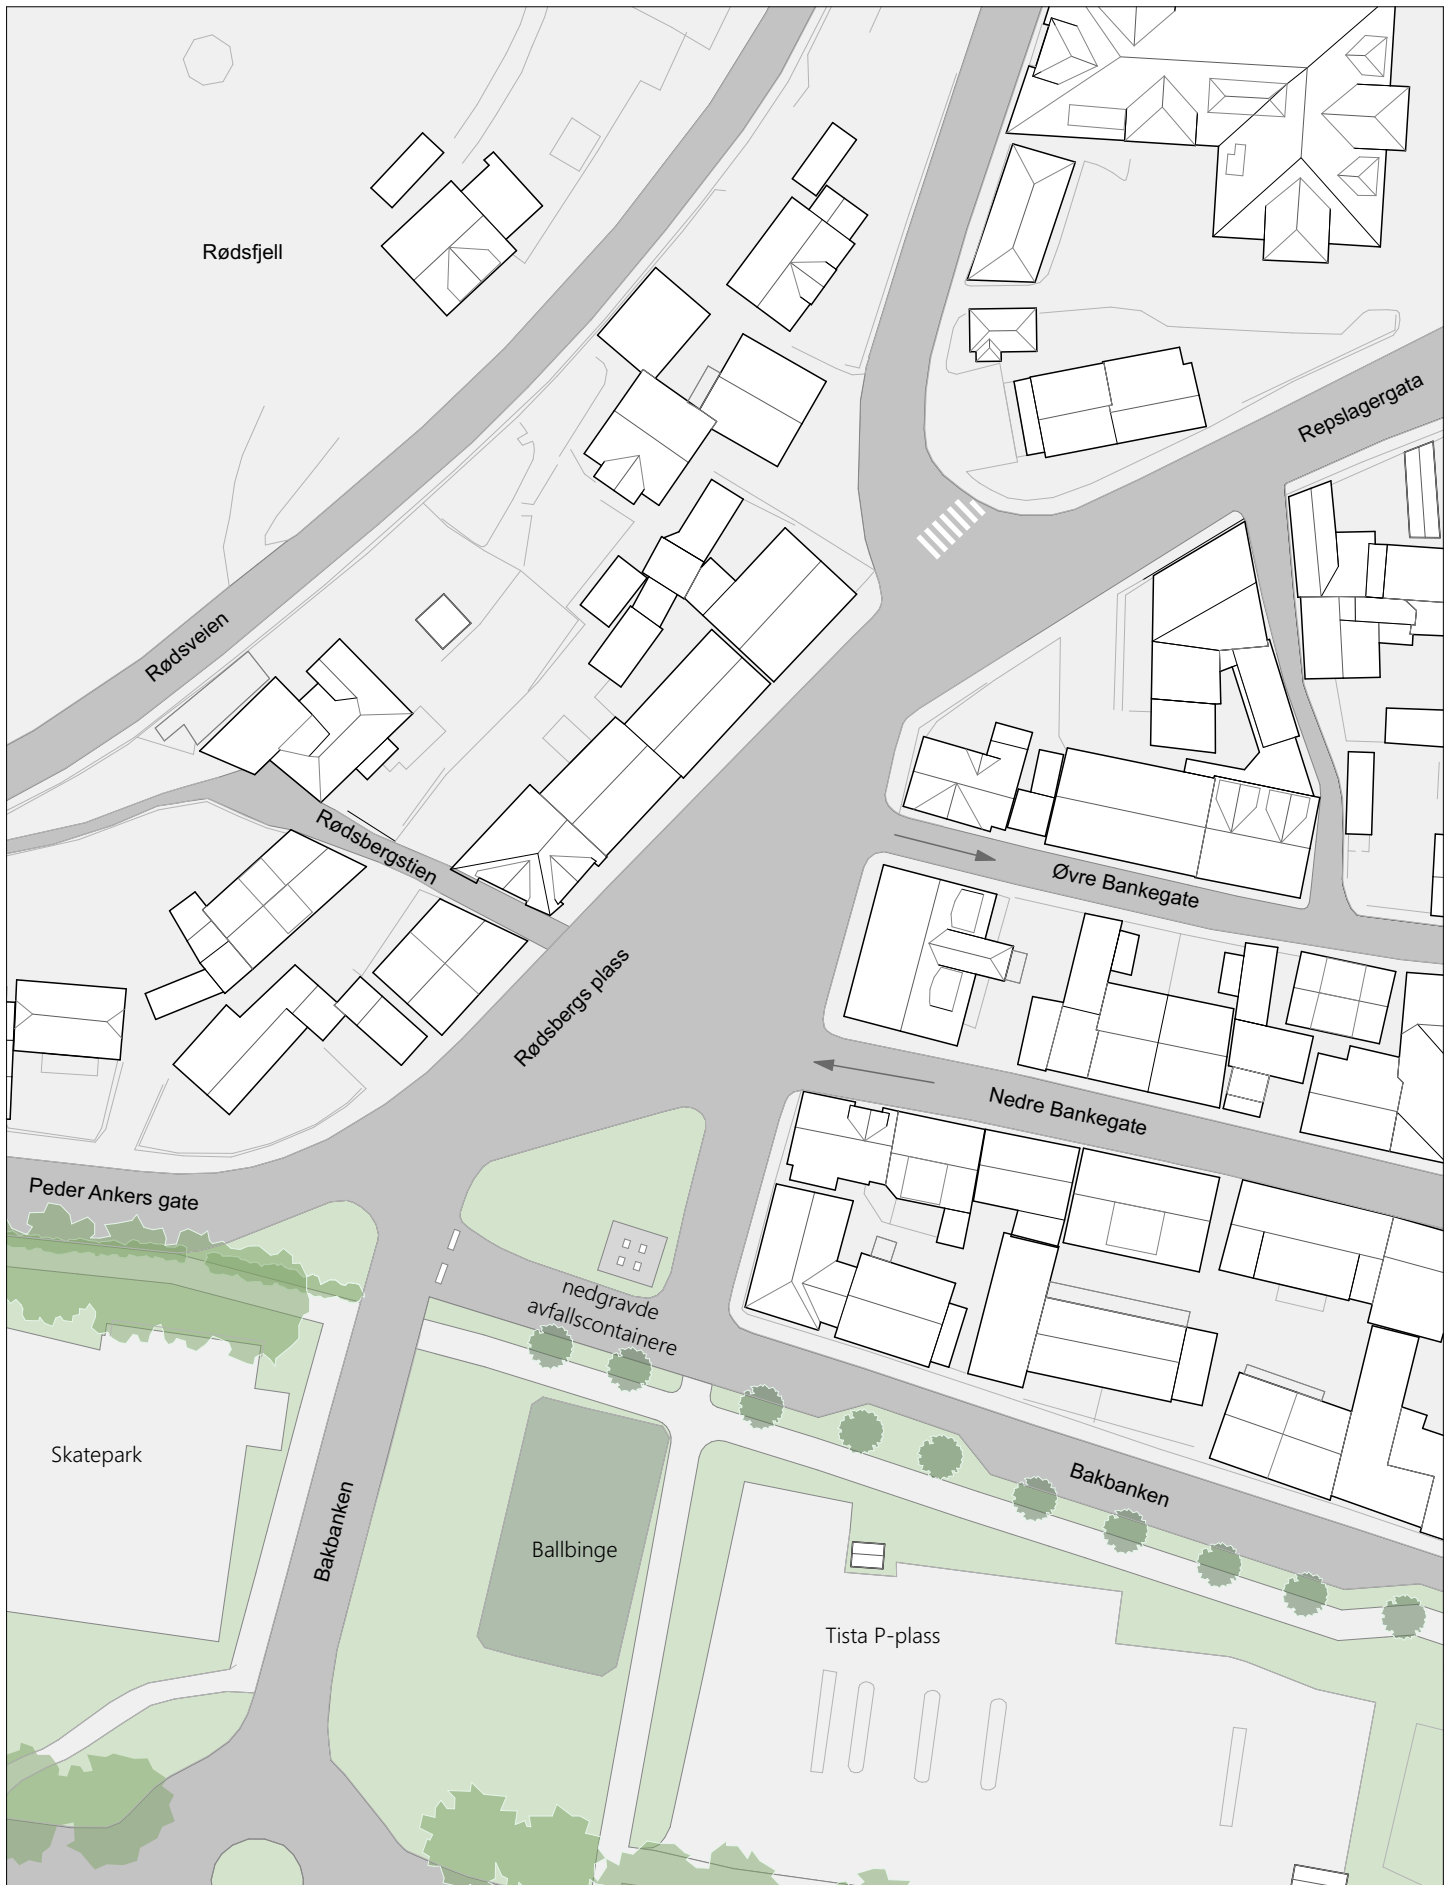 Rødsfjell
Repslagergata
Rødsveien
Rødsbergstien
Øvre Bankegate
Rødsbergs plass
Nedre Bankegate
Peder Ankers gate
nedgravde
avfallscontainere
Skatepark
Bakbanken
Bakbanken
Ballbinge
Tista P-plass